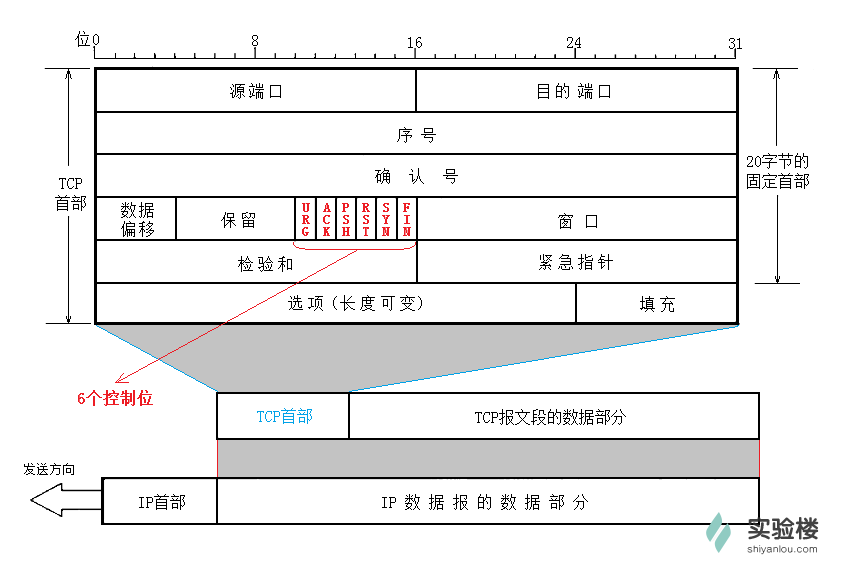 位 0 8 16 24 31
源端口 目的端口
序号
确认号
TCP
首部
20字节的
固定首部
数据
偏移
保留
URG
ACK
PSH
RST
SYN
FIN
窗口
检验和 紧急指针
选项(长度可变) 填充
6个控制位
TCP首部 TCP报文段的数据部分
发送方向
IP首部 IP数据报的数据部分
实验楼
shiyanlou.com